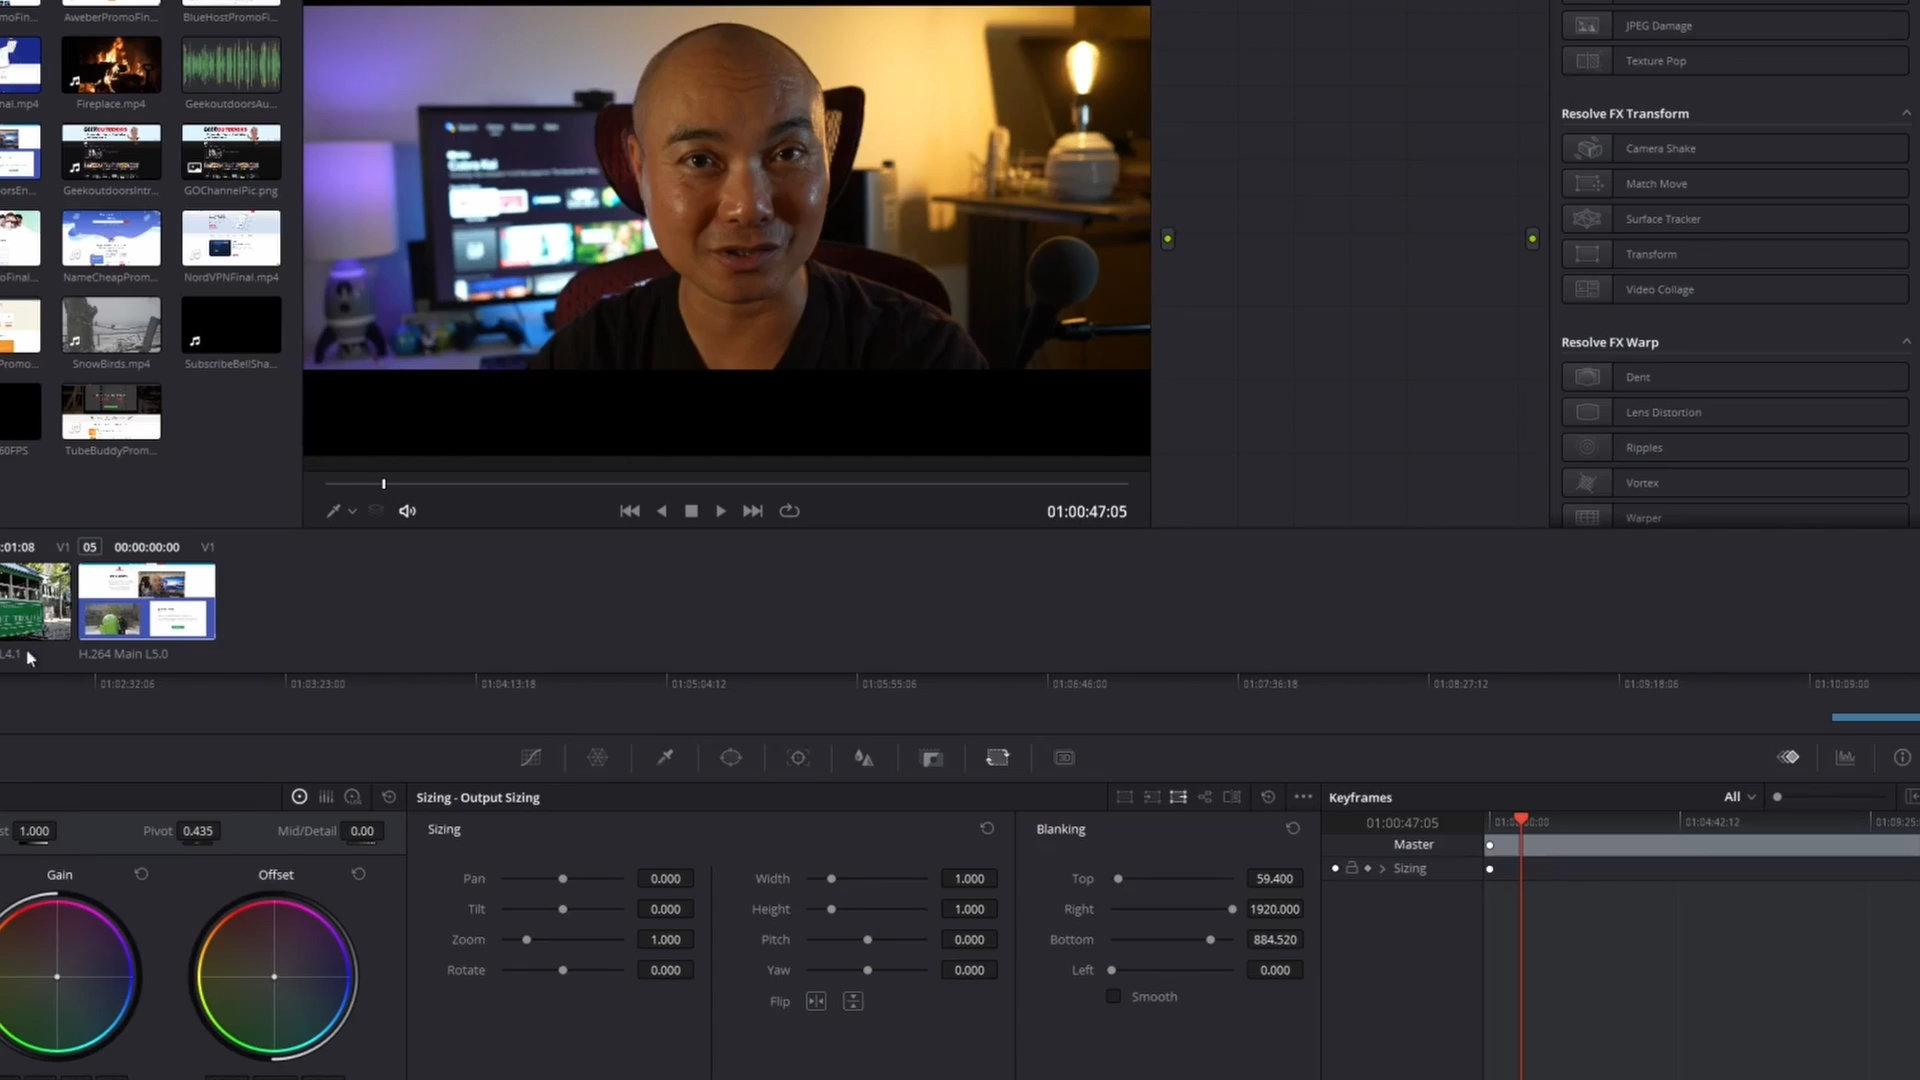 omoFin...
AweberPromoFin...
BlueHostPromoFi...
nal.mp4
Fireplace.mp4
GeekoutdoorsAu...
orsEn...
GeekoutdoorsIntr...
GOChannelPic.png
oFinal...
NameCheapProm...
NordVPNFinal.mp4
Promo...
SnowBirds.mp4
SubscribeBellSha...
60FPS
TubeBuddyProm...
JPEG Damage
Texture Pop
Resolve FX Transform
Camera Shake
Match Move
Surface Tracker
Transform
Video Collage
Resolve FX Warp
Dent
Lens Distortion
Ripples
Vortex
Warper
01:00:47:05
:01:08 V1 05 00:00:00:00 V1
L4.1
H.264 Main L5.0
01:02:32:06 01:03:23:00 01:04:13:18 01:05:04:12 01:05:55:06 01:06:46:00 01:07:36:18 01:08:27:12 01:09:18:06 01:10:09:00
3D
Sizing - Output Sizing
Keyframes
All
st 1.000 Pivot 0.435 Mid/Detail 0.00
Gain
Offset
Sizing
Pan 0.000
Tilt 0.000
Zoom 1.000
Rotate 0.000
Width 1.000
Height 1.000
Pitch 0.000
Yaw 0.000
Flip
Blanking
Top 59.400
Right 1920.000
Bottom 884.520
Left 0.000
Smooth
01:00:47:05
01:04:42:12
01:09:25:
Master
Sizing